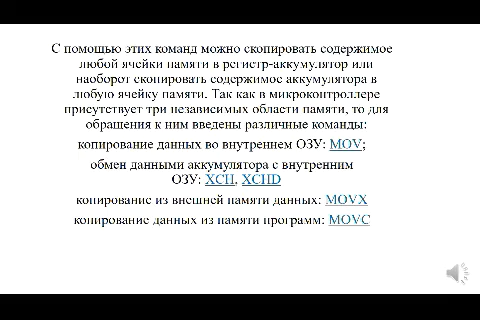 С помощью этих команд можно скопировать содержимое
любой ячейки памяти в регистр-аккумулятор или
наоборот скопировать содержимое аккумулятора в
любую ячейку памяти. Так как в микроконтроллере
присутствует три независимых области памяти, то для
обращения к ним введены различные команды:
копирование данных во внутреннем ОЗУ: MOV;
обмен данными аккумулятора с внутренним
ОЗУ: XCH, XCHD
копирование из внешней памяти данных: MOVX
копирование данных из памяти программ: MOVC